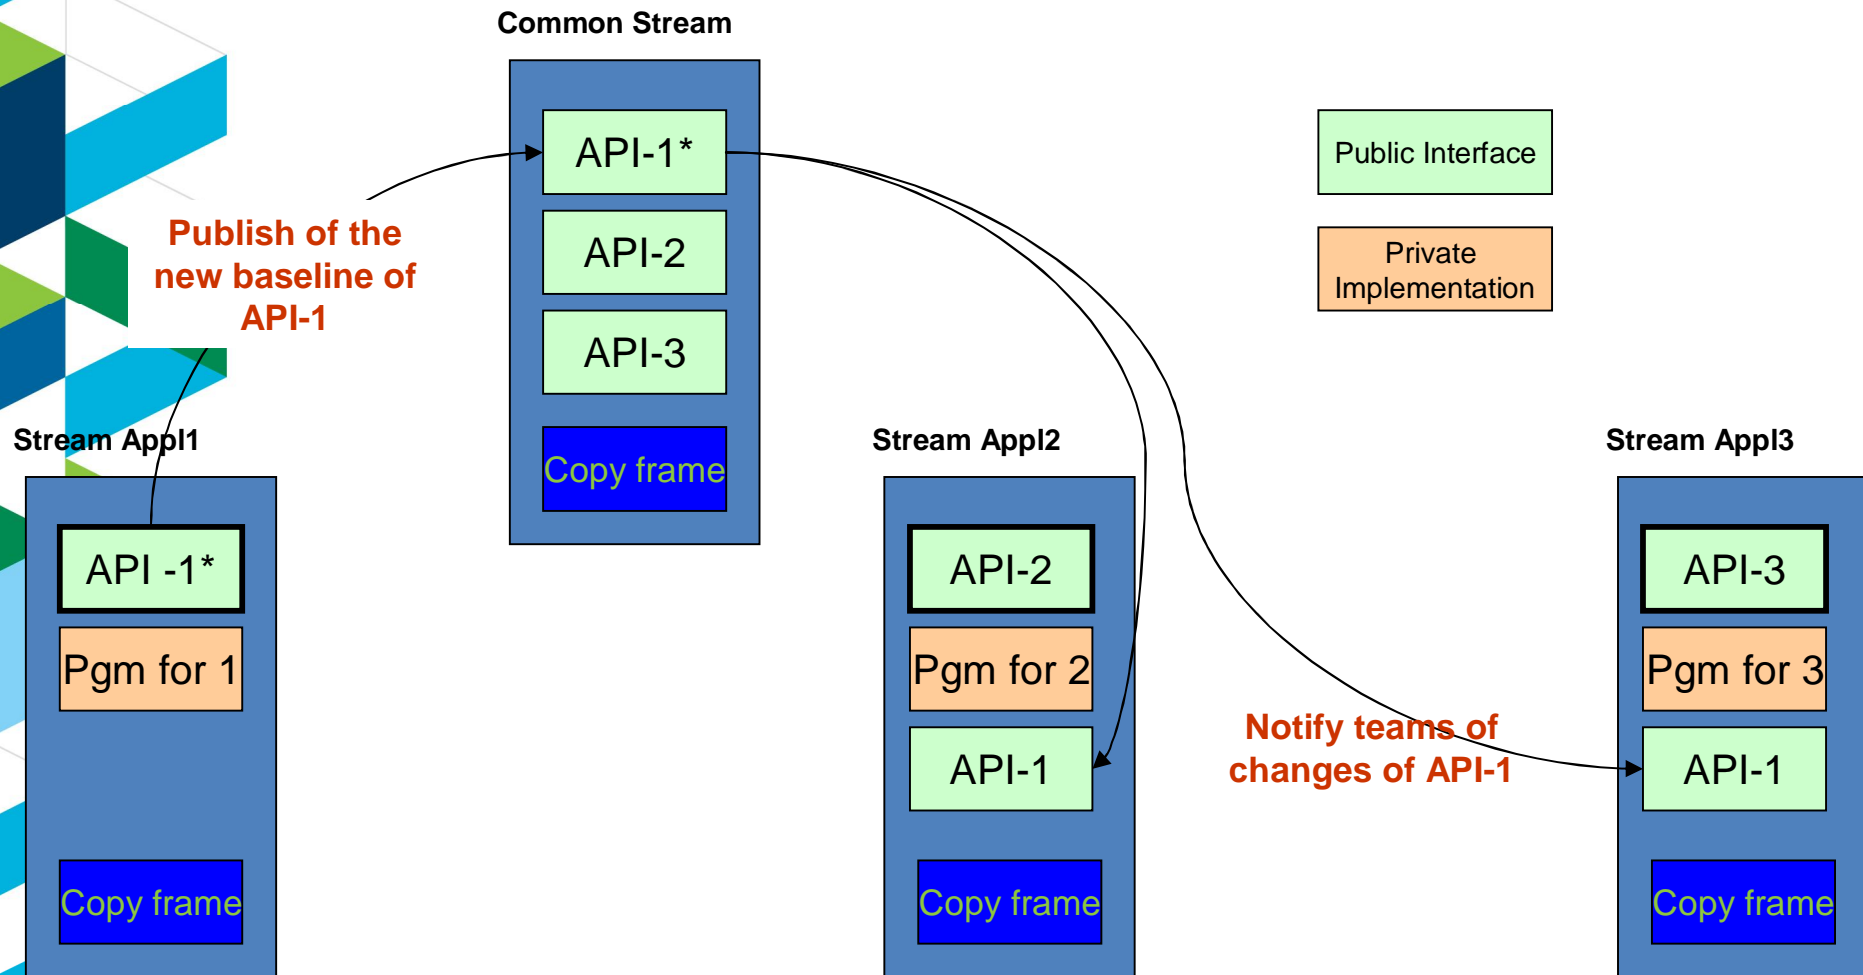 Common Stream
API-1*
API-2
API-3
Copy frame
Public Interface
Private
Implementation
Publish of the
new baseline of
API-1
Stream Appl1
API -1*
Pgm for 1
Copy frame
Stream Appl2
API-2
Pgm for 2
API-1
Copy frame
Notify teams of
changes of API-1
Stream Appl3
API-3
Pgm for 3
API-1
Copy frame